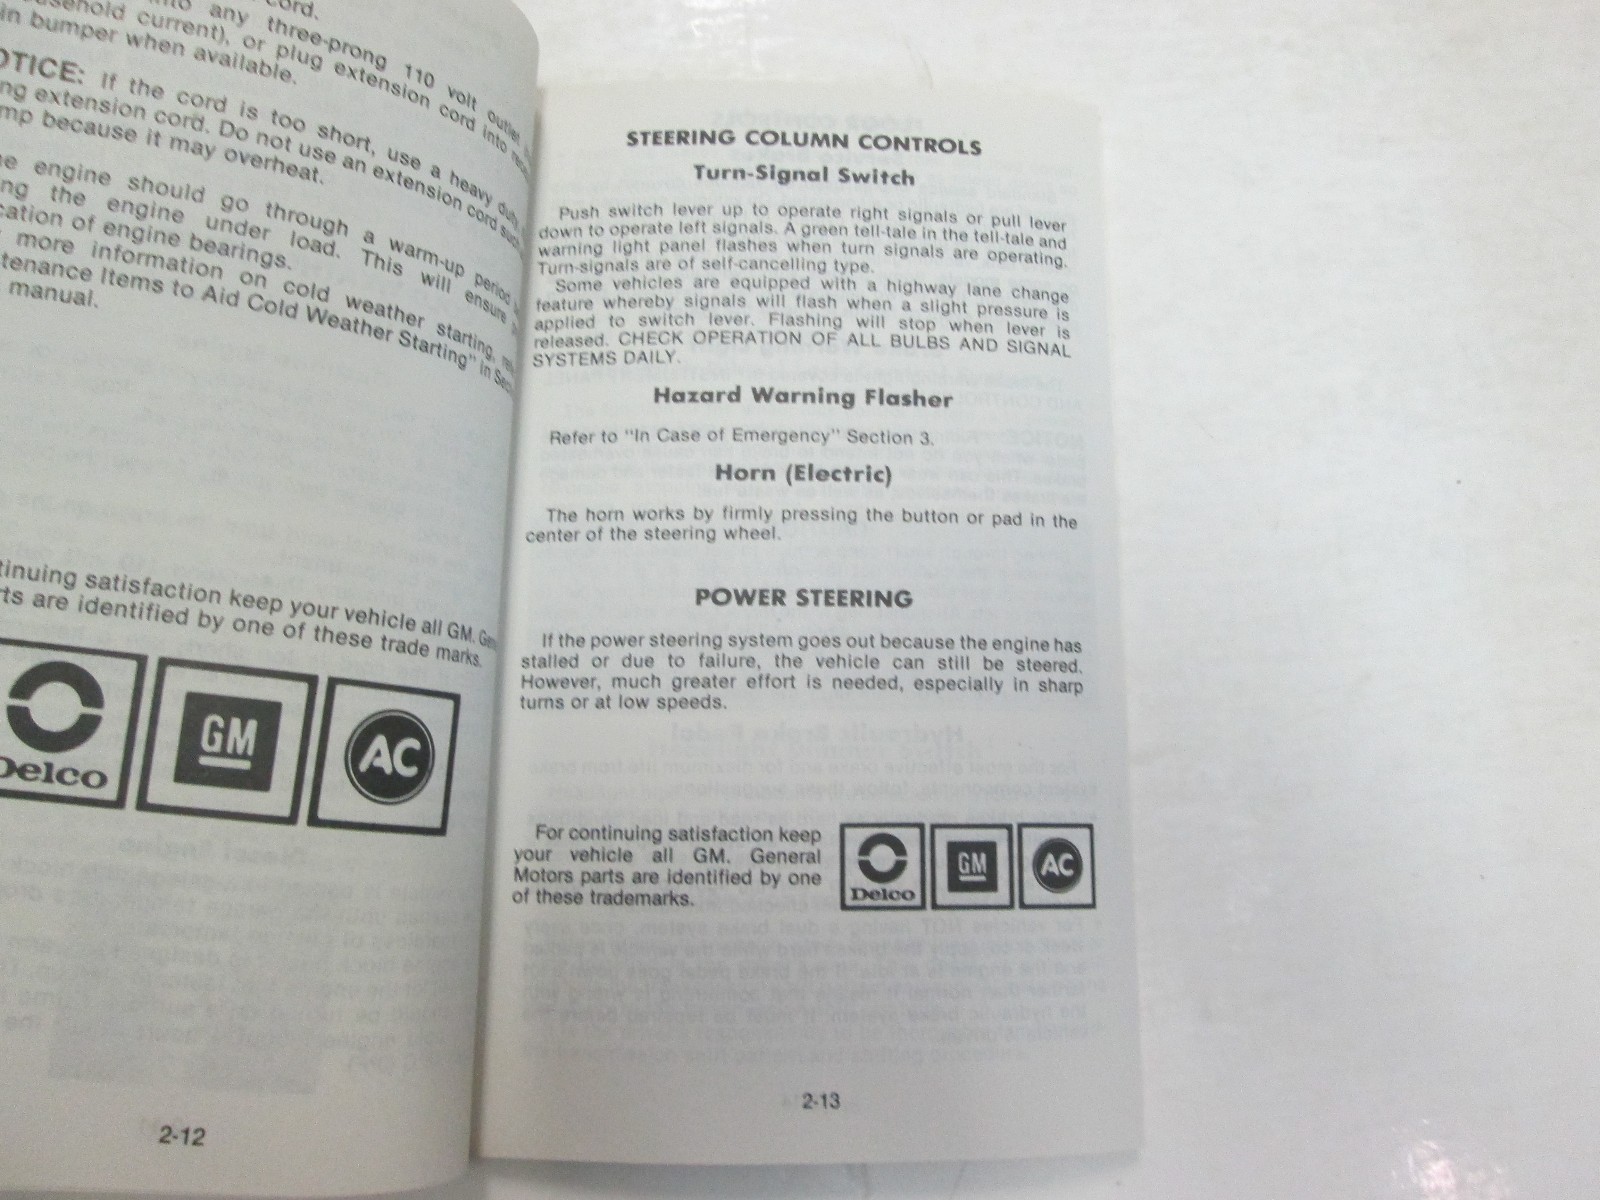 cord.
into any three-prong 110 volt outlet
household current), or plug extension cord into
in bumper when available.
NOTICE: If the cord is too short, use a heavy duty,
extension cord. Do not use an extension cord such
because it may overheat.
engine should go through a warm-up period
the engine under load. This will ensure
of engine bearings.
more information on cold weather starting,
Items to Aid Cold Weather Starting" in
manual.
satisfaction keep your vehicle all GM.
are identified by one of these trade marks.
Delco
GM
AC
2-12
STEERING COLUMN CONTROLS
Turn-Signal Switch
Push switch lever up to operate right signals or pull lever
down to operate left signals. A green tell-tale in the tell-tale and
warning light panel flashes when turn signals are operating.
Turn-signals are of self-cancelling type.
Some vehicles are equipped with a highway lane change
feature whereby signals will flash when a slight pressure is
applied to switch lever. Flashing will stop when lever is
released. CHECK OPERATION OF ALL BULBS AND SIGNAL
SYSTEMS DAILY.
Hazard Warning Flasher
Refer to "In Case of Emergency" Section 3.
Horn (Electric)
The horn works by firmly pressing the button or pad in the
center of the steering wheel.
POWER STEERING
If the power steering system goes out because the engine has
stalled or due to failure, the vehicle can still be steered.
However, much greater effort is needed, especially in sharp
turns or at low speeds.
For continuing satisfaction keep
your vehicle all GM. General
Motors parts are identified by one
of these trademarks.
Delco
GM
AC
2-13